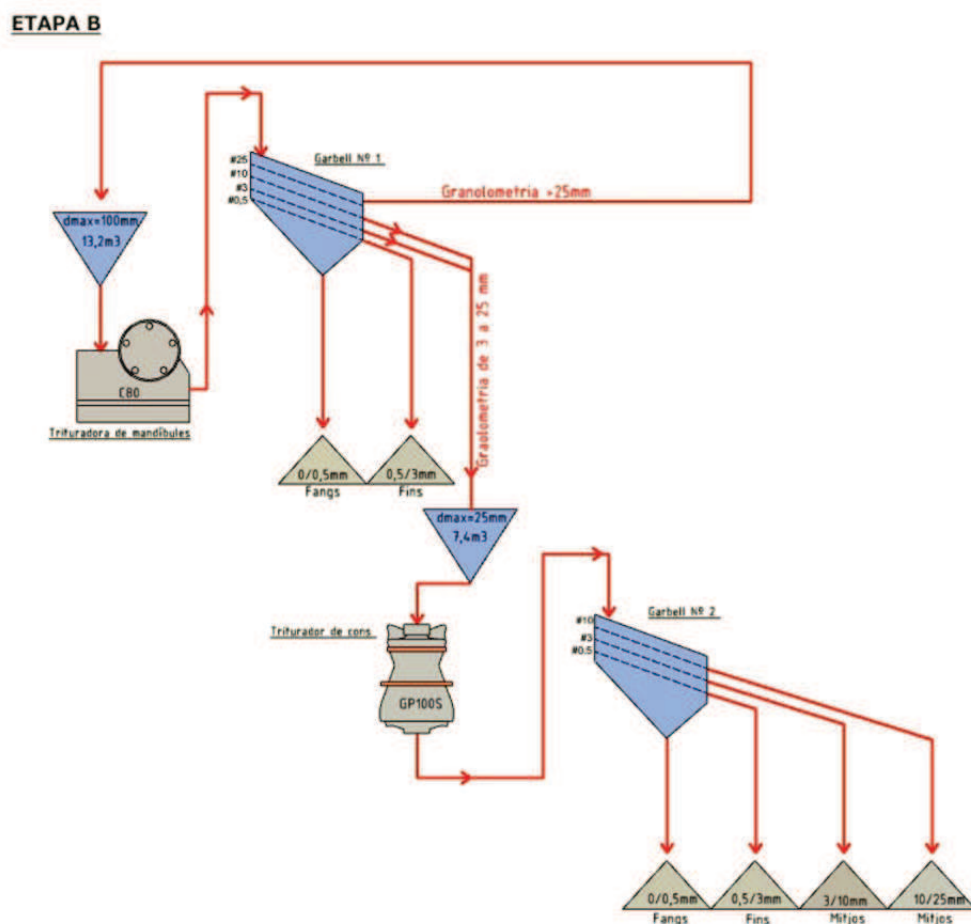 ETAPA B
Garbell Nº 1
#25
#10
#3
#0,5
Granolometria >25mm
dmax=100mm
13,2m3
C80
Trituradora de mandíbules
Graolometria de 3 a 25 mm
0/0,5mm
Fangs
0,5/3mm
Fins
dmax=25mm
7,4m3
Triturador de cons
GP100S
Garbell Nº 2
#10
#3
#0.5
0/0,5mm
Fangs
0,5/3mm
Fins
3/10mm
Mitjos
10/25mm
Mitjos